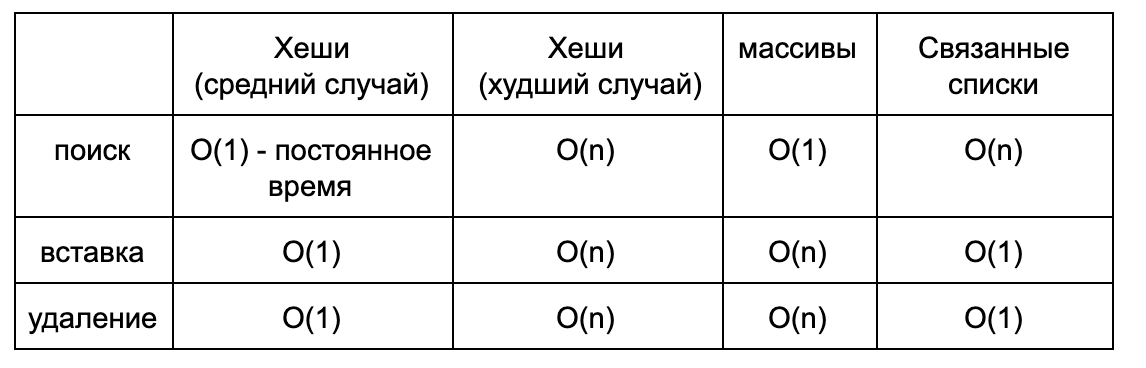 Хеши
(средний случай)
Хеши
(худший случай)
массивы
Связанные
списки
поиск
O(1) - постоянное
время
O(n)
O(1)
O(n)
вставка
O(1)
O(n)
O(n)
O(1)
удаление
O(1)
O(n)
O(n)
O(1)